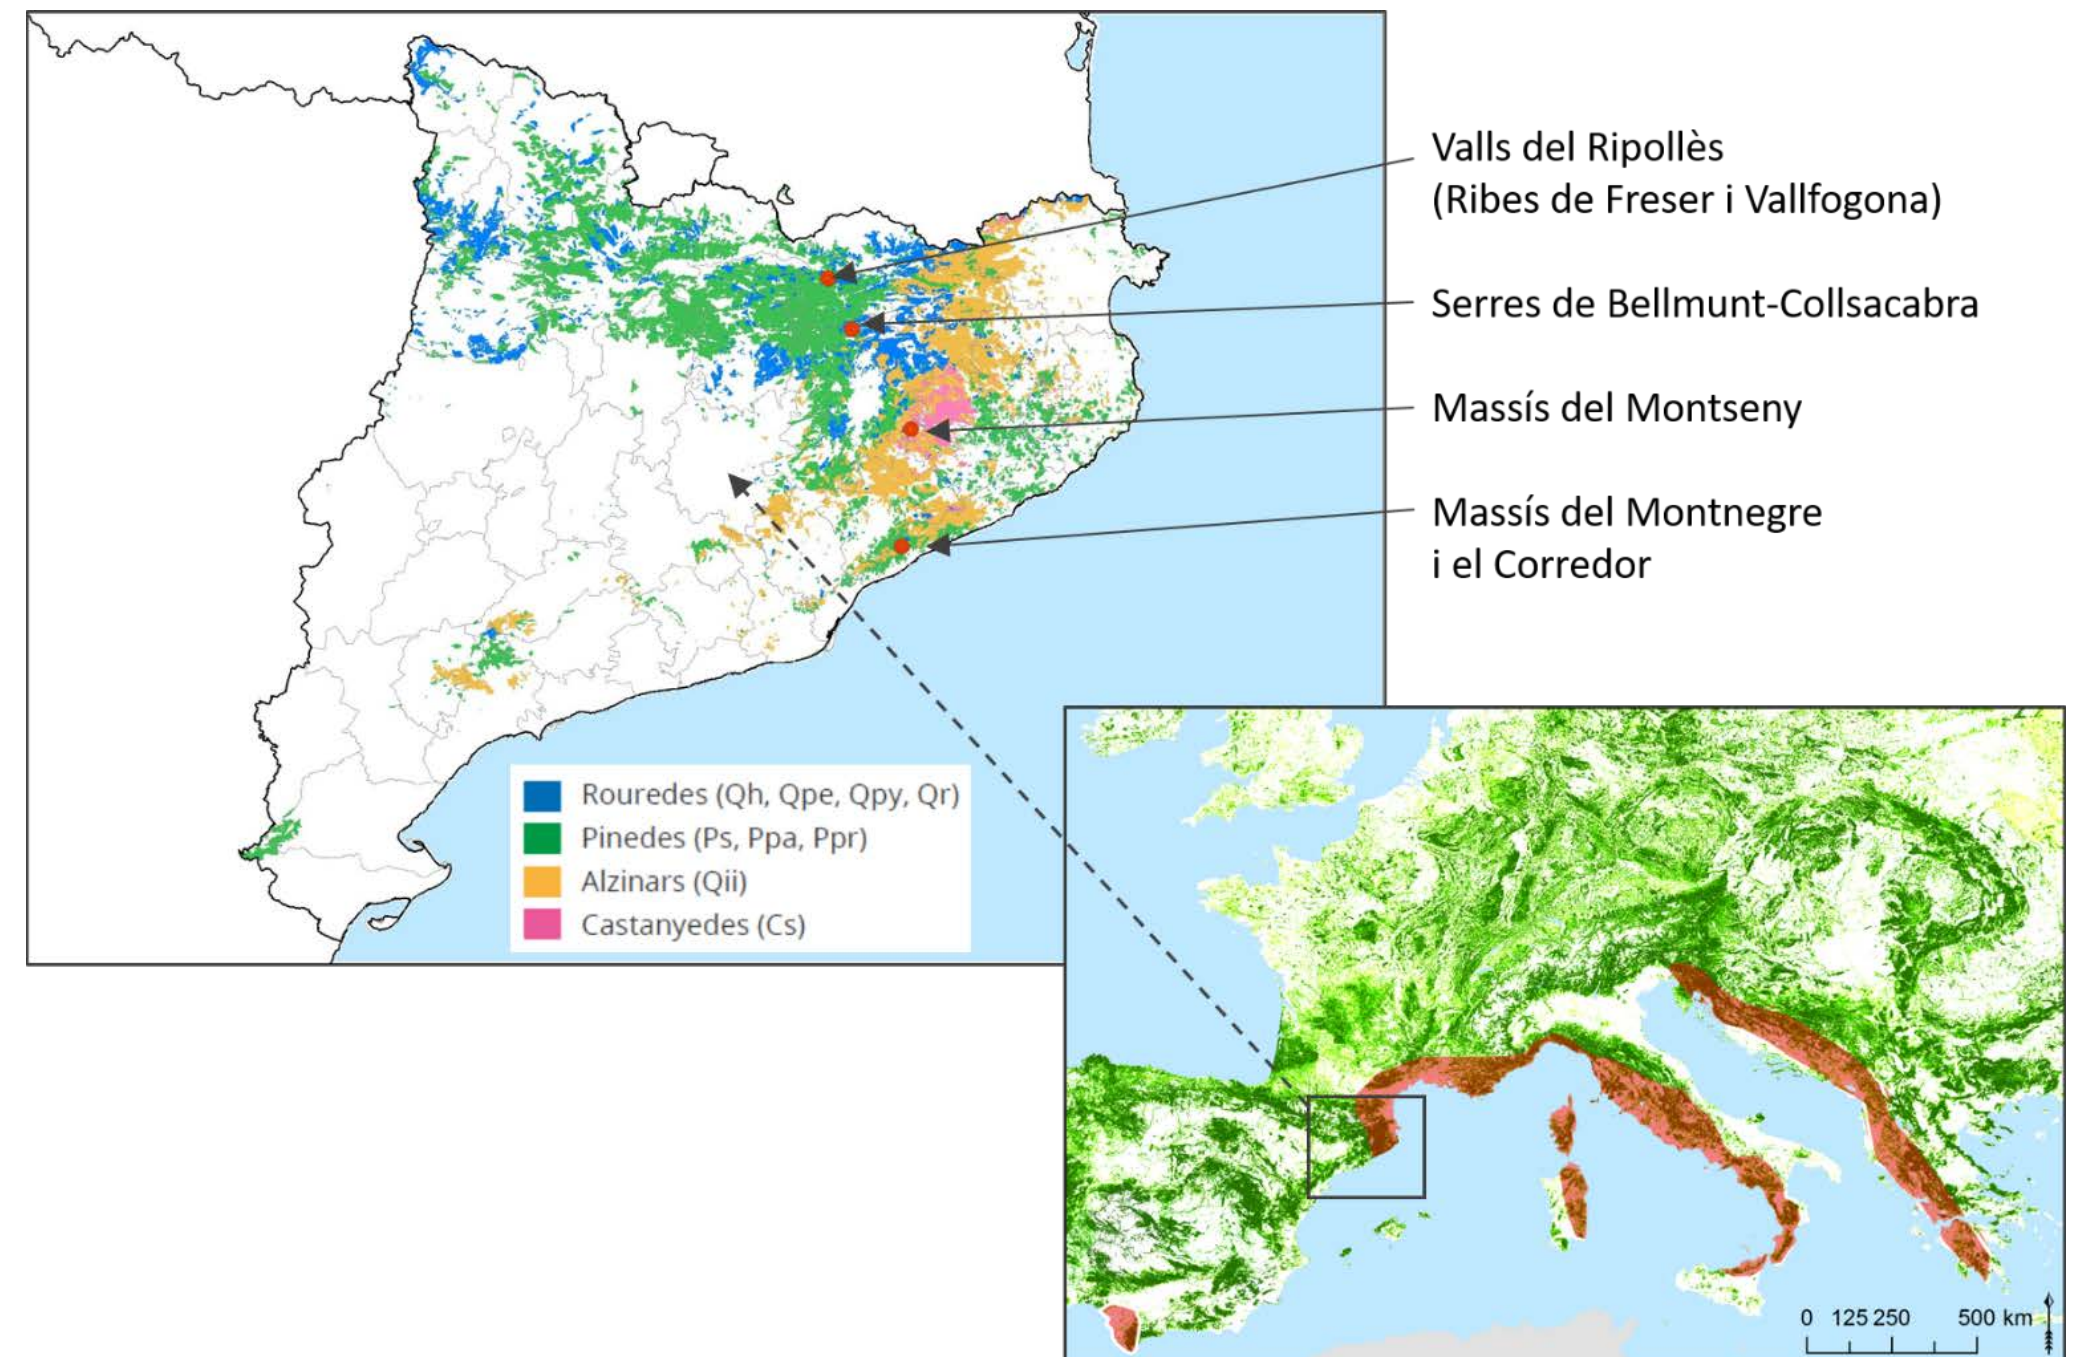 Valls del Ripollès
(Ribes de Freser i Vallfogona)
Serres de Bellmunt-Collsacabra
Massís del Montseny
Massís del Montnegre
i el Corredor
Rouredes (Qh, Qpe, Qpy, Qr)
Pinedes (Ps, Ppa, Ppr)
Alzinars (Qii)
Castanyedes (Cs)
0 125 250 500 km